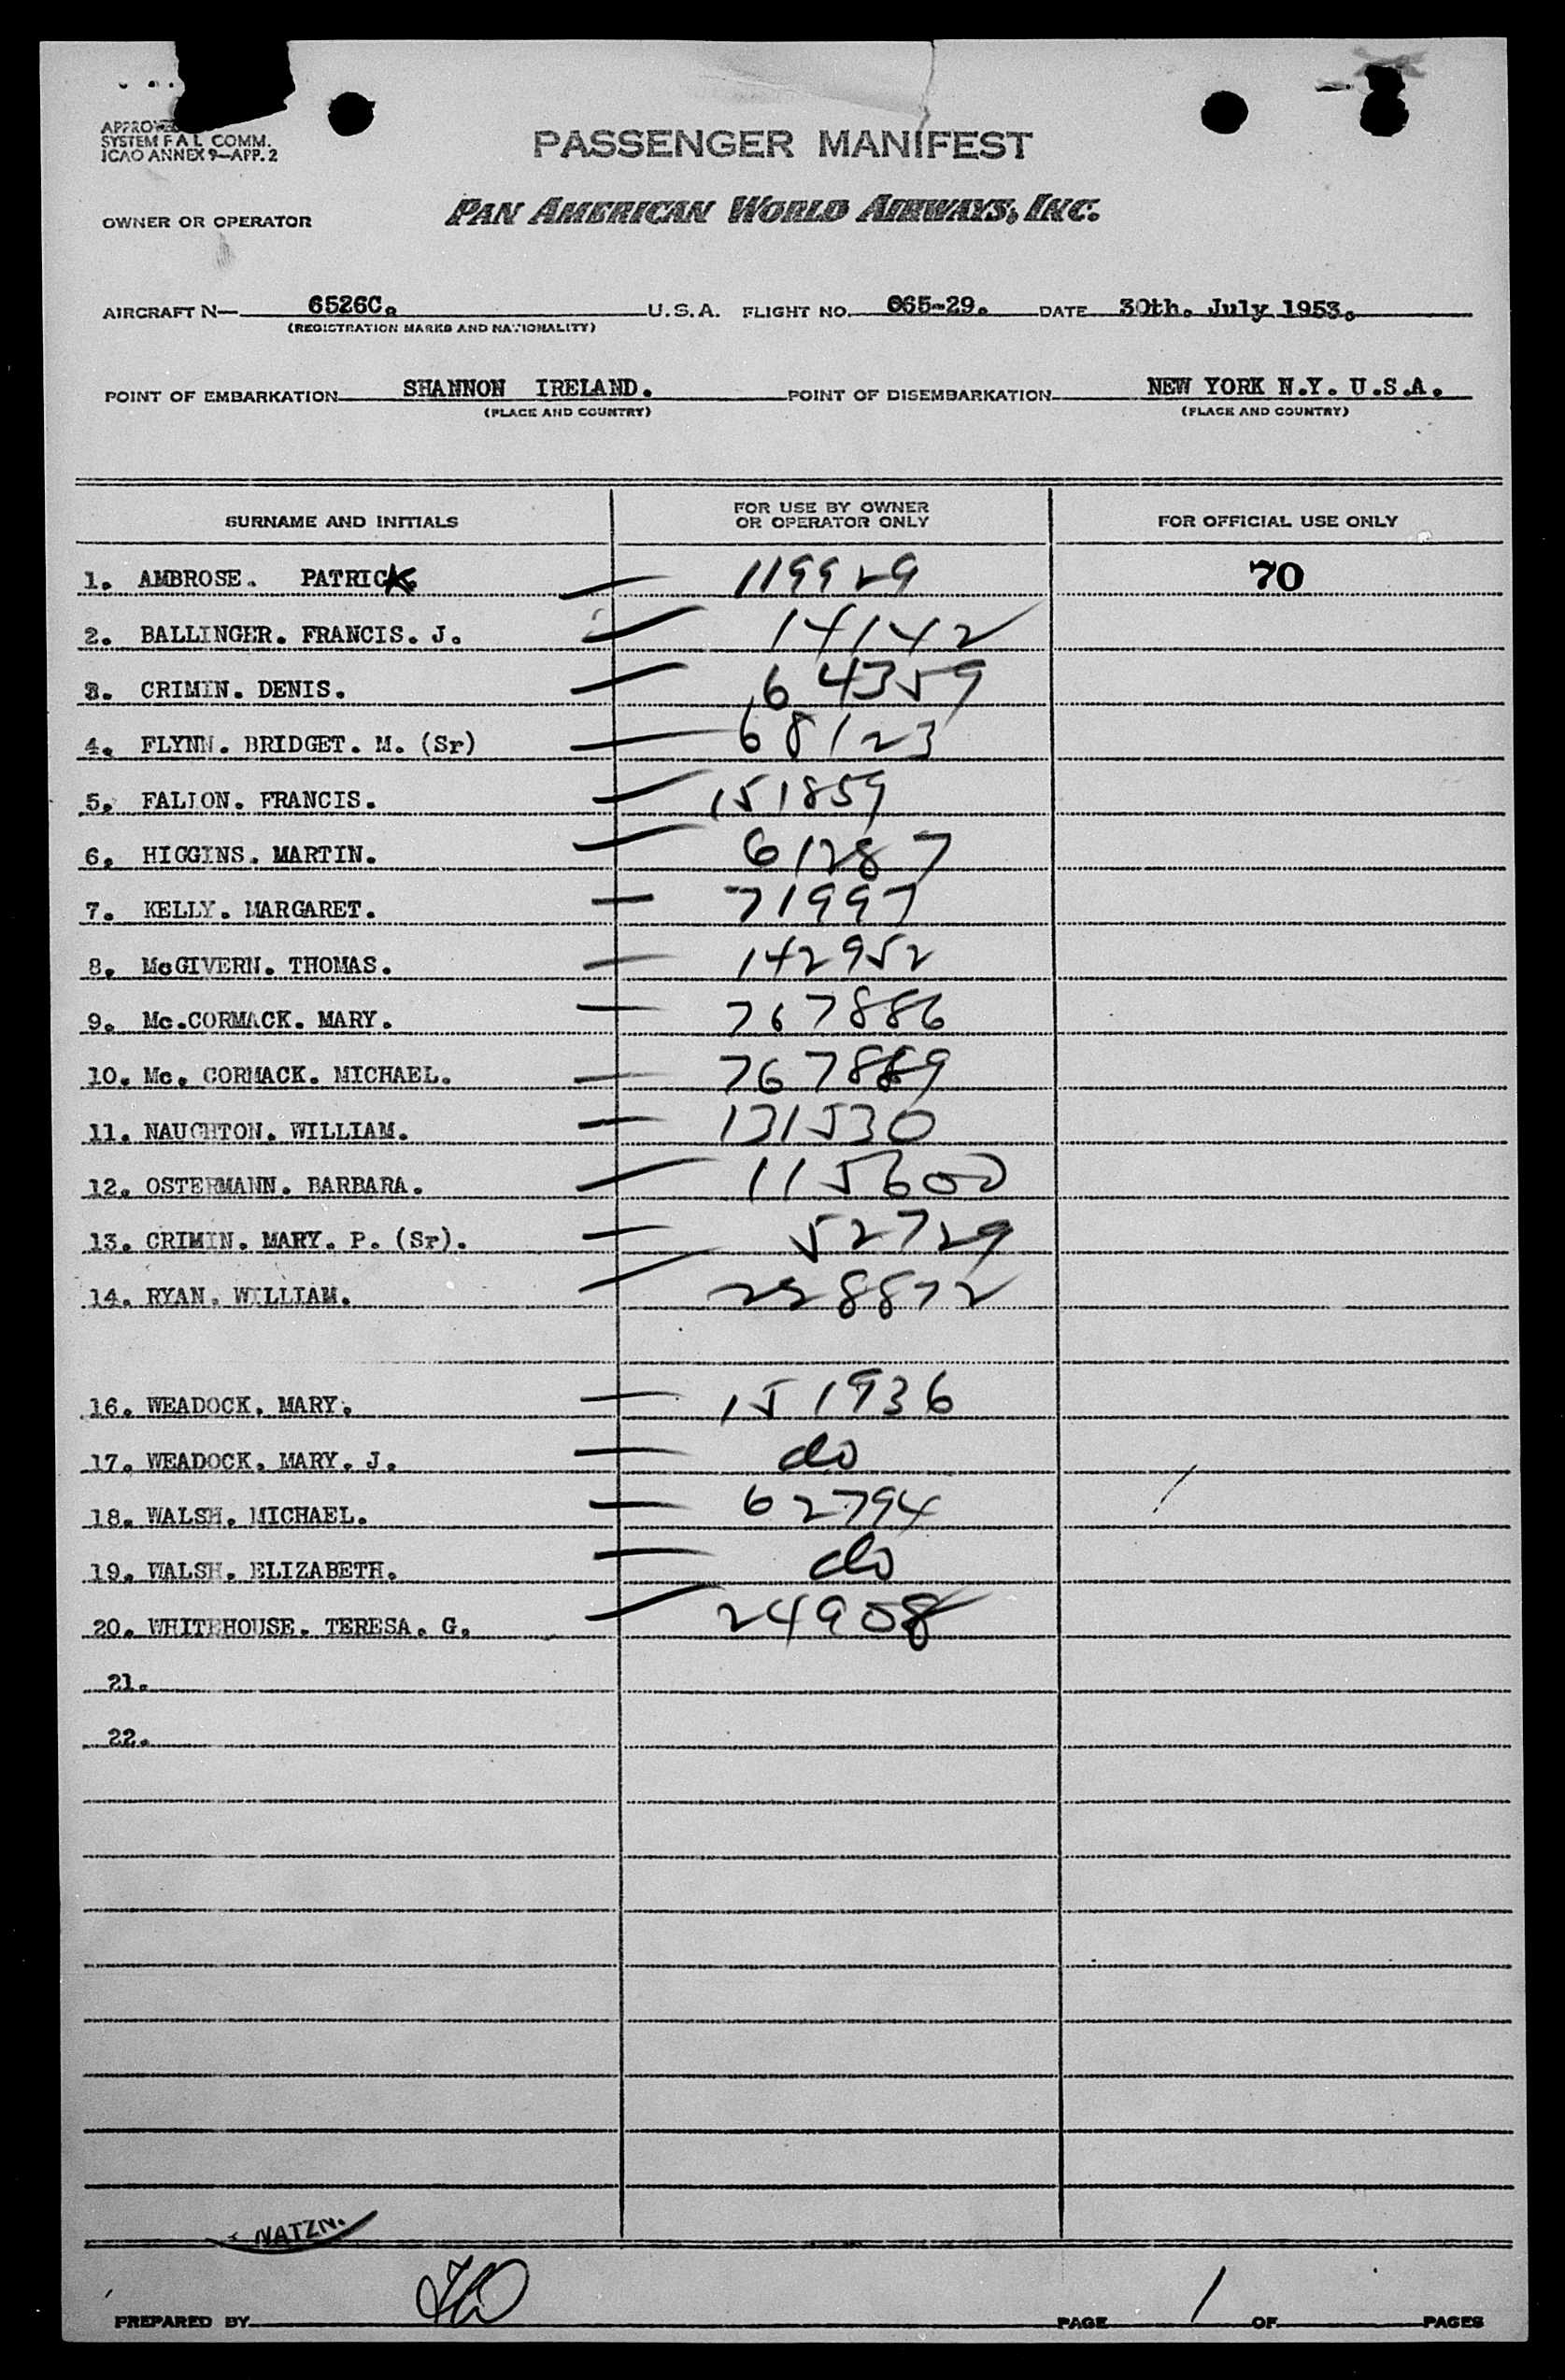 SYSTEM F A L COMM.
ICAO ANNEX 9—APP. 2
PASSENGER MANIFEST
OWNER OR OPERATOR PAN AMERICAN WORLD AIRWAYS, INC.
AIRCRAFT N— 6526C. U.S.A. FLIGHT NO. 065-29. DATE 30th. July 1953.
(REGISTRATION MARKS AND NATIONALITY)
POINT OF EMBARKATION SHANNON IRELAND. POINT OF DISEMBARKATION NEW YORK N.Y. U.S.A.
(PLACE AND COUNTRY) (PLACE AND COUNTRY)
SURNAME AND INITIALS FOR USE BY OWNER OR OPERATOR ONLY FOR OFFICIAL USE ONLY
1. AMBROSE. PATRICK. — 119929 70
2. BALLINGER. FRANCIS. J. — 14142
3. CRIMIN. DENIS. — 64359
4. FLYNN. BRIDGET. M. (Sr) — 68123
5. FALLON. FRANCIS. — 151859
6. HIGGINS. MARTIN. — 61287
7. KELLY. MARGARET. — 71997
8. McGIVERN. THOMAS. — 142952
9. Mc.CORMACK. MARY. — 767886
10. Mc. CORMACK. MICHAEL. — 767889
11. NAUGHTON. WILLIAM. — 131530
12. OSTERMANN. BARBARA. — 115600
13. CRIMIN. MARY. P. (Sr). — 52729
14. RYAN. WILLIAM. — 228872
16. WEADOCK. MARY. — 151936
17. WEADOCK. MARY. J. — do
18. WALSH. MICHAEL. — 62794
19. WALSH. ELIZABETH. — do
20. WHITEHOUSE. TERESA. G. — 24908
21.
22.
NATZN.
PREPARED BY PAGE 1 OF PAGES